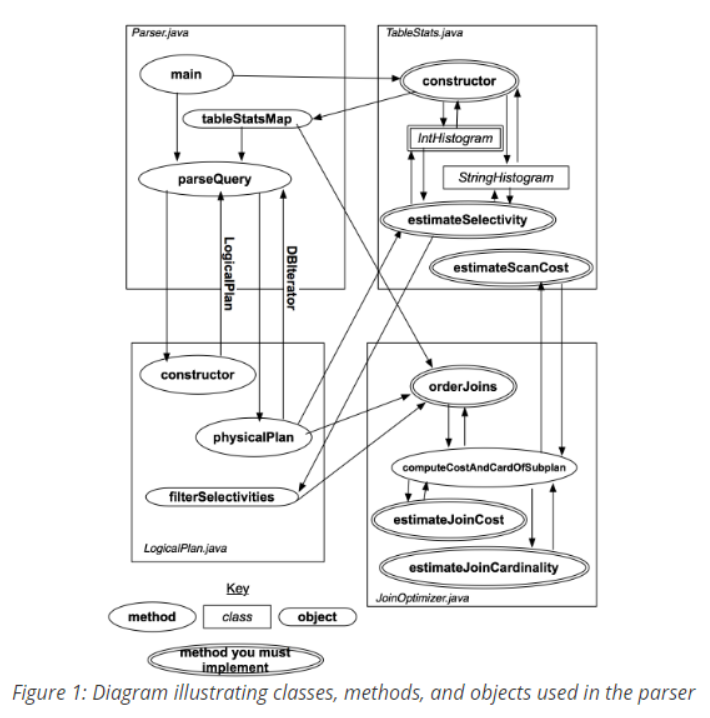 Parser.java
TableStats.java
main
constructor
tableStatsMap
IntHistogram
parseQuery
StringHistogram
estimateSelectivity
LogicalPlan
DBIterator
estimateScanCost
constructor
orderJoins
physicalPlan
computeCostAndCardOfSubplan
filterSelectivities
estimateJoinCost
LogicalPlan.java
estimateJoinCardinality
JoinOptimizer.java
Key
method
class
object
method you must
implement
Figure 1: Diagram illustrating classes, methods, and objects used in the parser